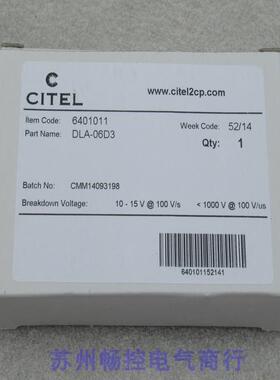 C
CITEL
www.citel2cp.com
Item Code: 6401011
Week Code: 52/14
Part Name: DLA-06D3
Qty: 1
Batch No: CMM14093198
Breakdown Voltage: 10 - 15 V @ 100 V/s < 1000 V @ 100 V/us
640101152141
苏州畅控电气商行